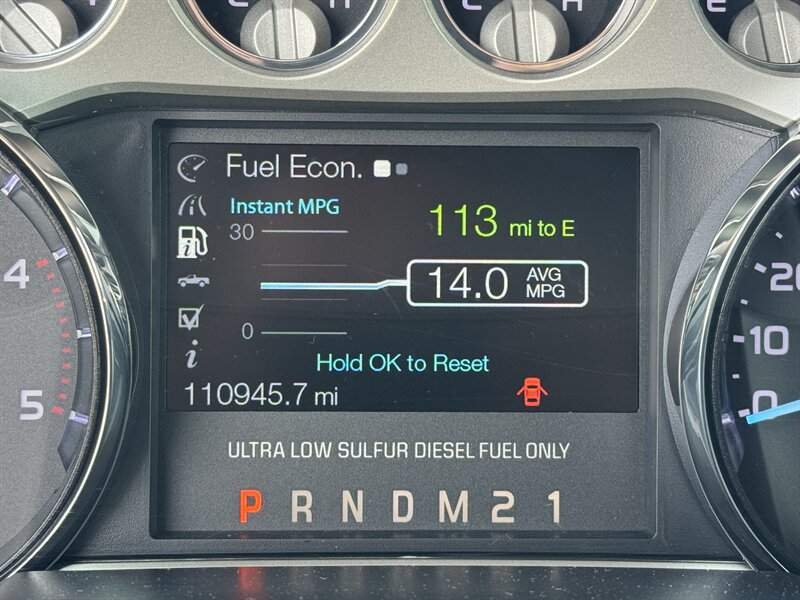 C H
C H
E
Fuel Econ.
Instant MPG
30
113 mi to E
14.0 AVG MPG
0
Hold OK to Reset
110945.7 mi
ULTRA LOW SULFUR DIESEL FUEL ONLY
P R N D M 2 1
4
5
20
10
0